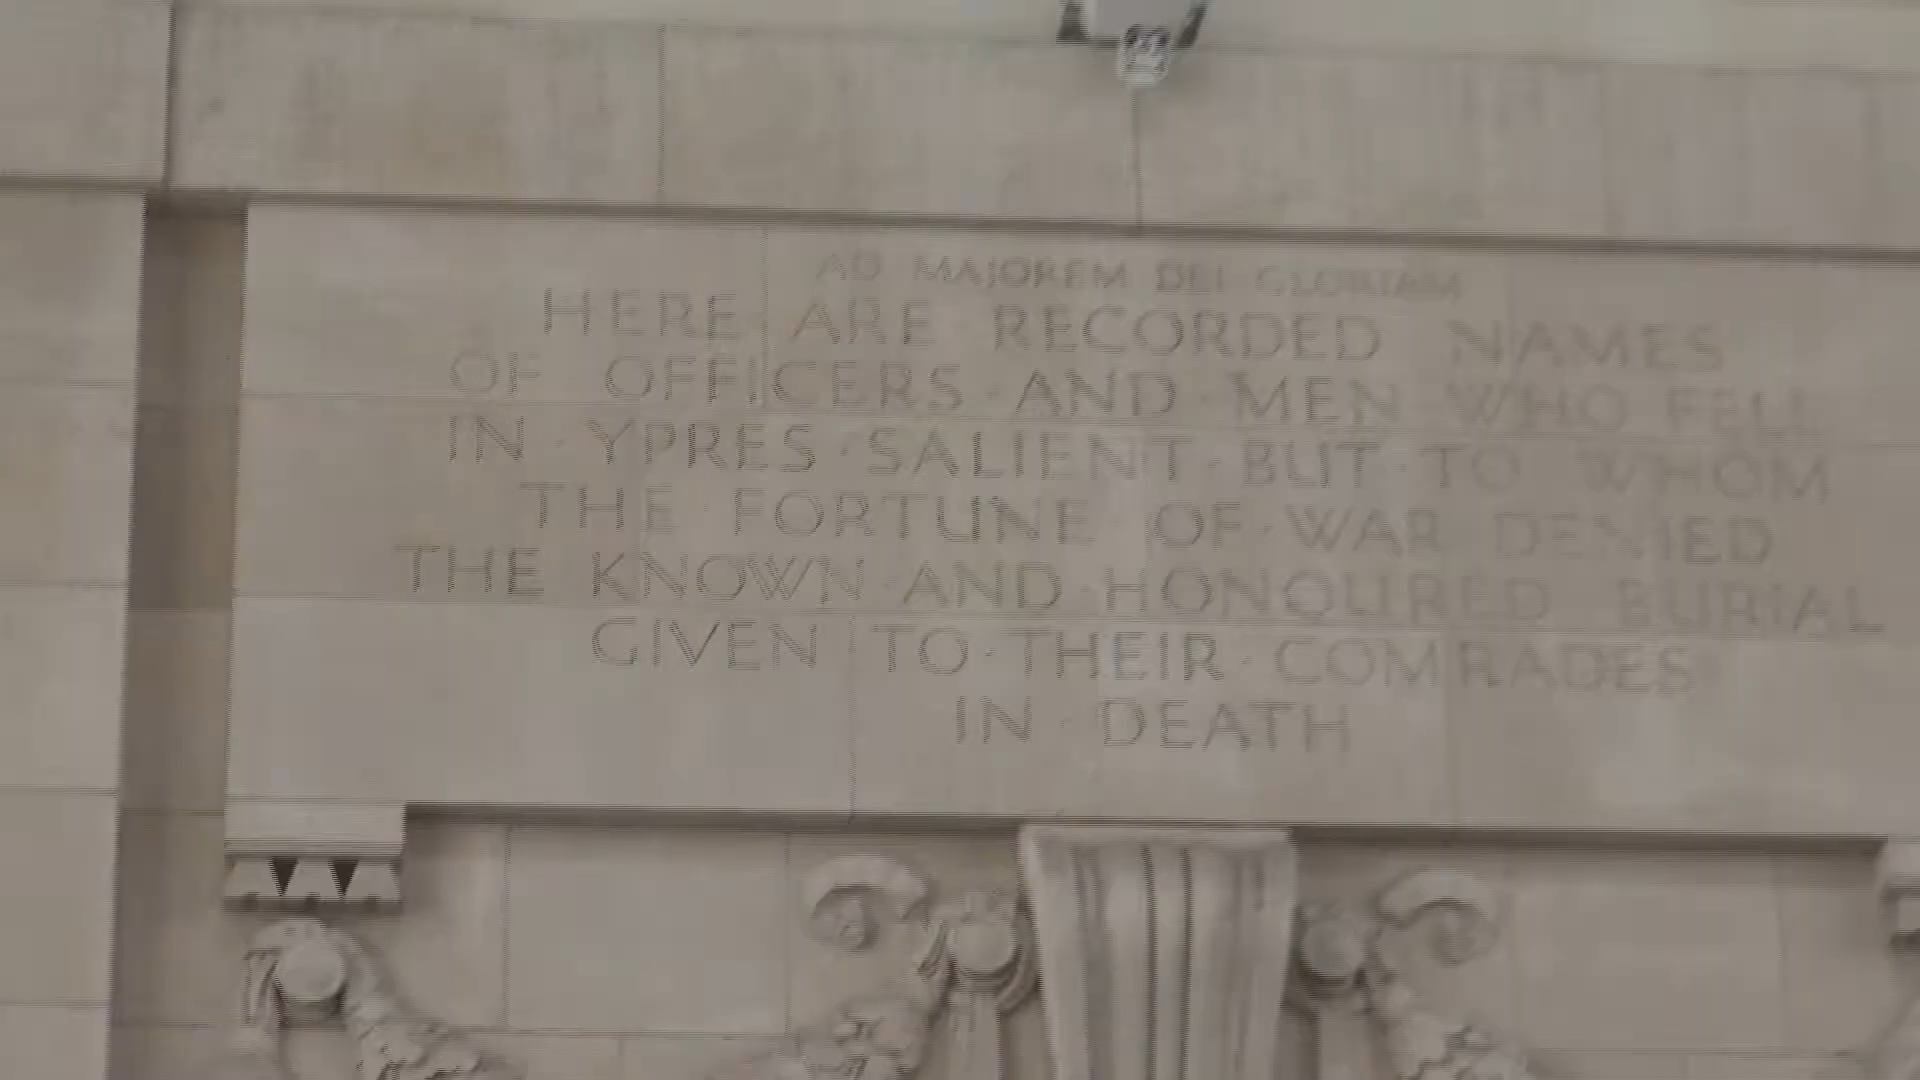 AD MAJOREM DEI GLORIAM
HERE ARE RECORDED NAMES
OF OFFICERS · AND · MEN WHO FELL
IN · YPRES · SALIENT · BUT · TO WHOM
THE FORTUNE · OF · WAR DENIED
THE KNOWN · AND · HONOURED BURIAL
GIVEN TO · THEIR · COMRADES
IN · DEATH